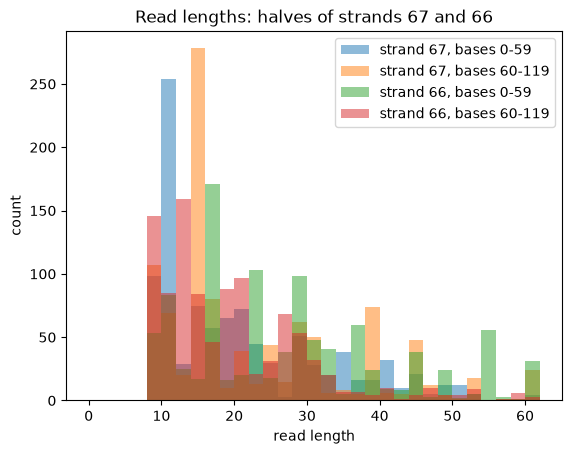 Read lengths: halves of strands 67 and 66
strand 67, bases 0-59
strand 67, bases 60-119
strand 66, bases 0-59
strand 66, bases 60-119
count
250
200
150
100
50
0
0 10 20 30 40 50 60
read length